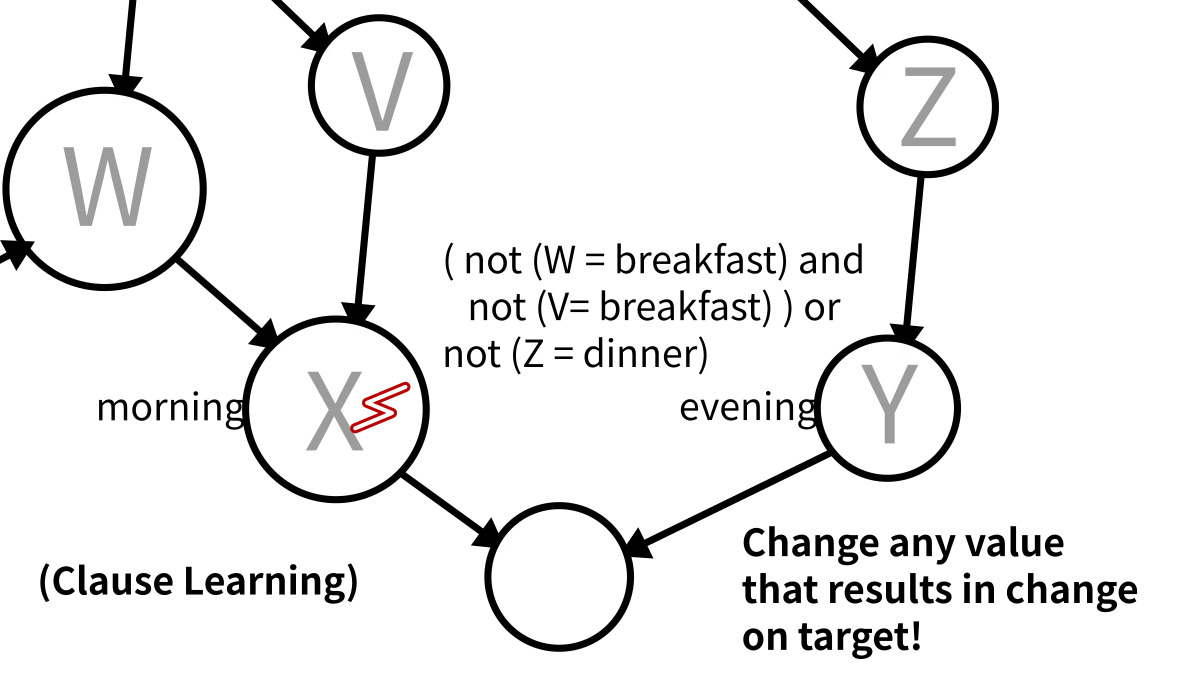 V
Z
W
( not (W = breakfast) and
not (V= breakfast) ) or
not (Z = dinner)
morning
X
evening
Y
(Clause Learning)
Change any value
that results in change
on target!